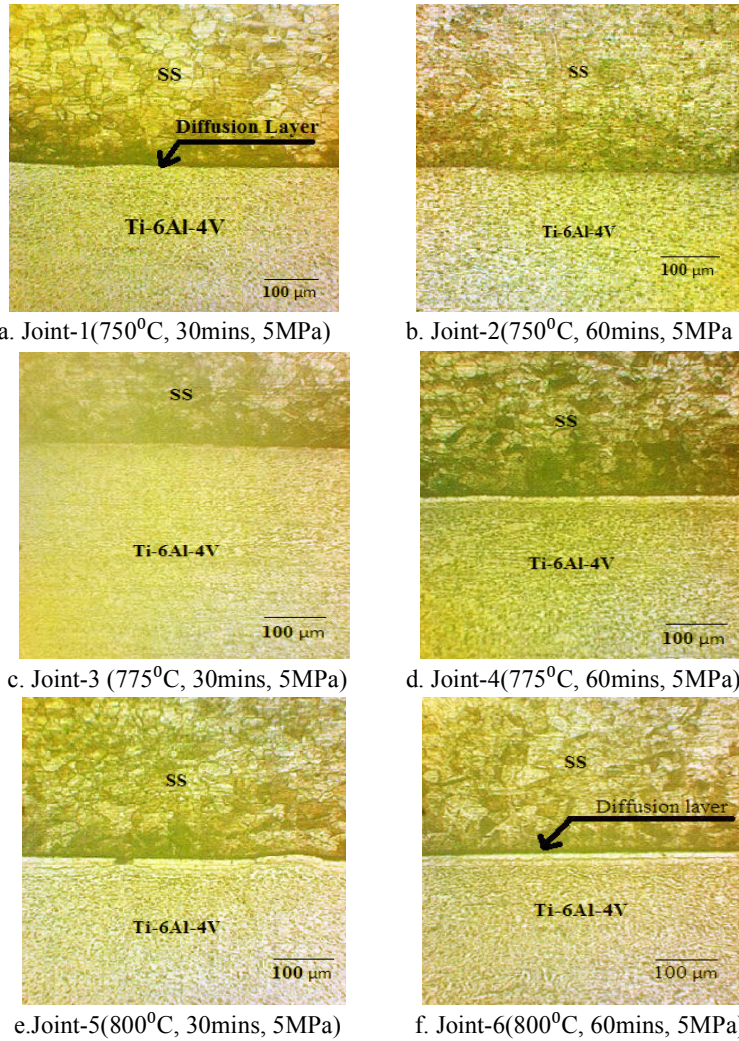 SS
Diffusion Layer
Ti-6Al-4V
100 µm
a. Joint-1(750⁰C, 30mins, 5MPa)
SS
Ti-6Al-4V
100 µm
b. Joint-2(750⁰C, 60mins, 5MPa
SS
Ti-6Al-4V
100 µm
c. Joint-3 (775⁰C, 30mins, 5MPa)
SS
Ti-6Al-4V
100 µm
d. Joint-4(775⁰C, 60mins, 5MPa)
SS
Ti-6Al-4V
100 µm
e.Joint-5(800⁰C, 30mins, 5MPa)
SS
Diffusion layer
Ti-6Al-4V
100 µm
f. Joint-6(800⁰C, 60mins, 5MPa)